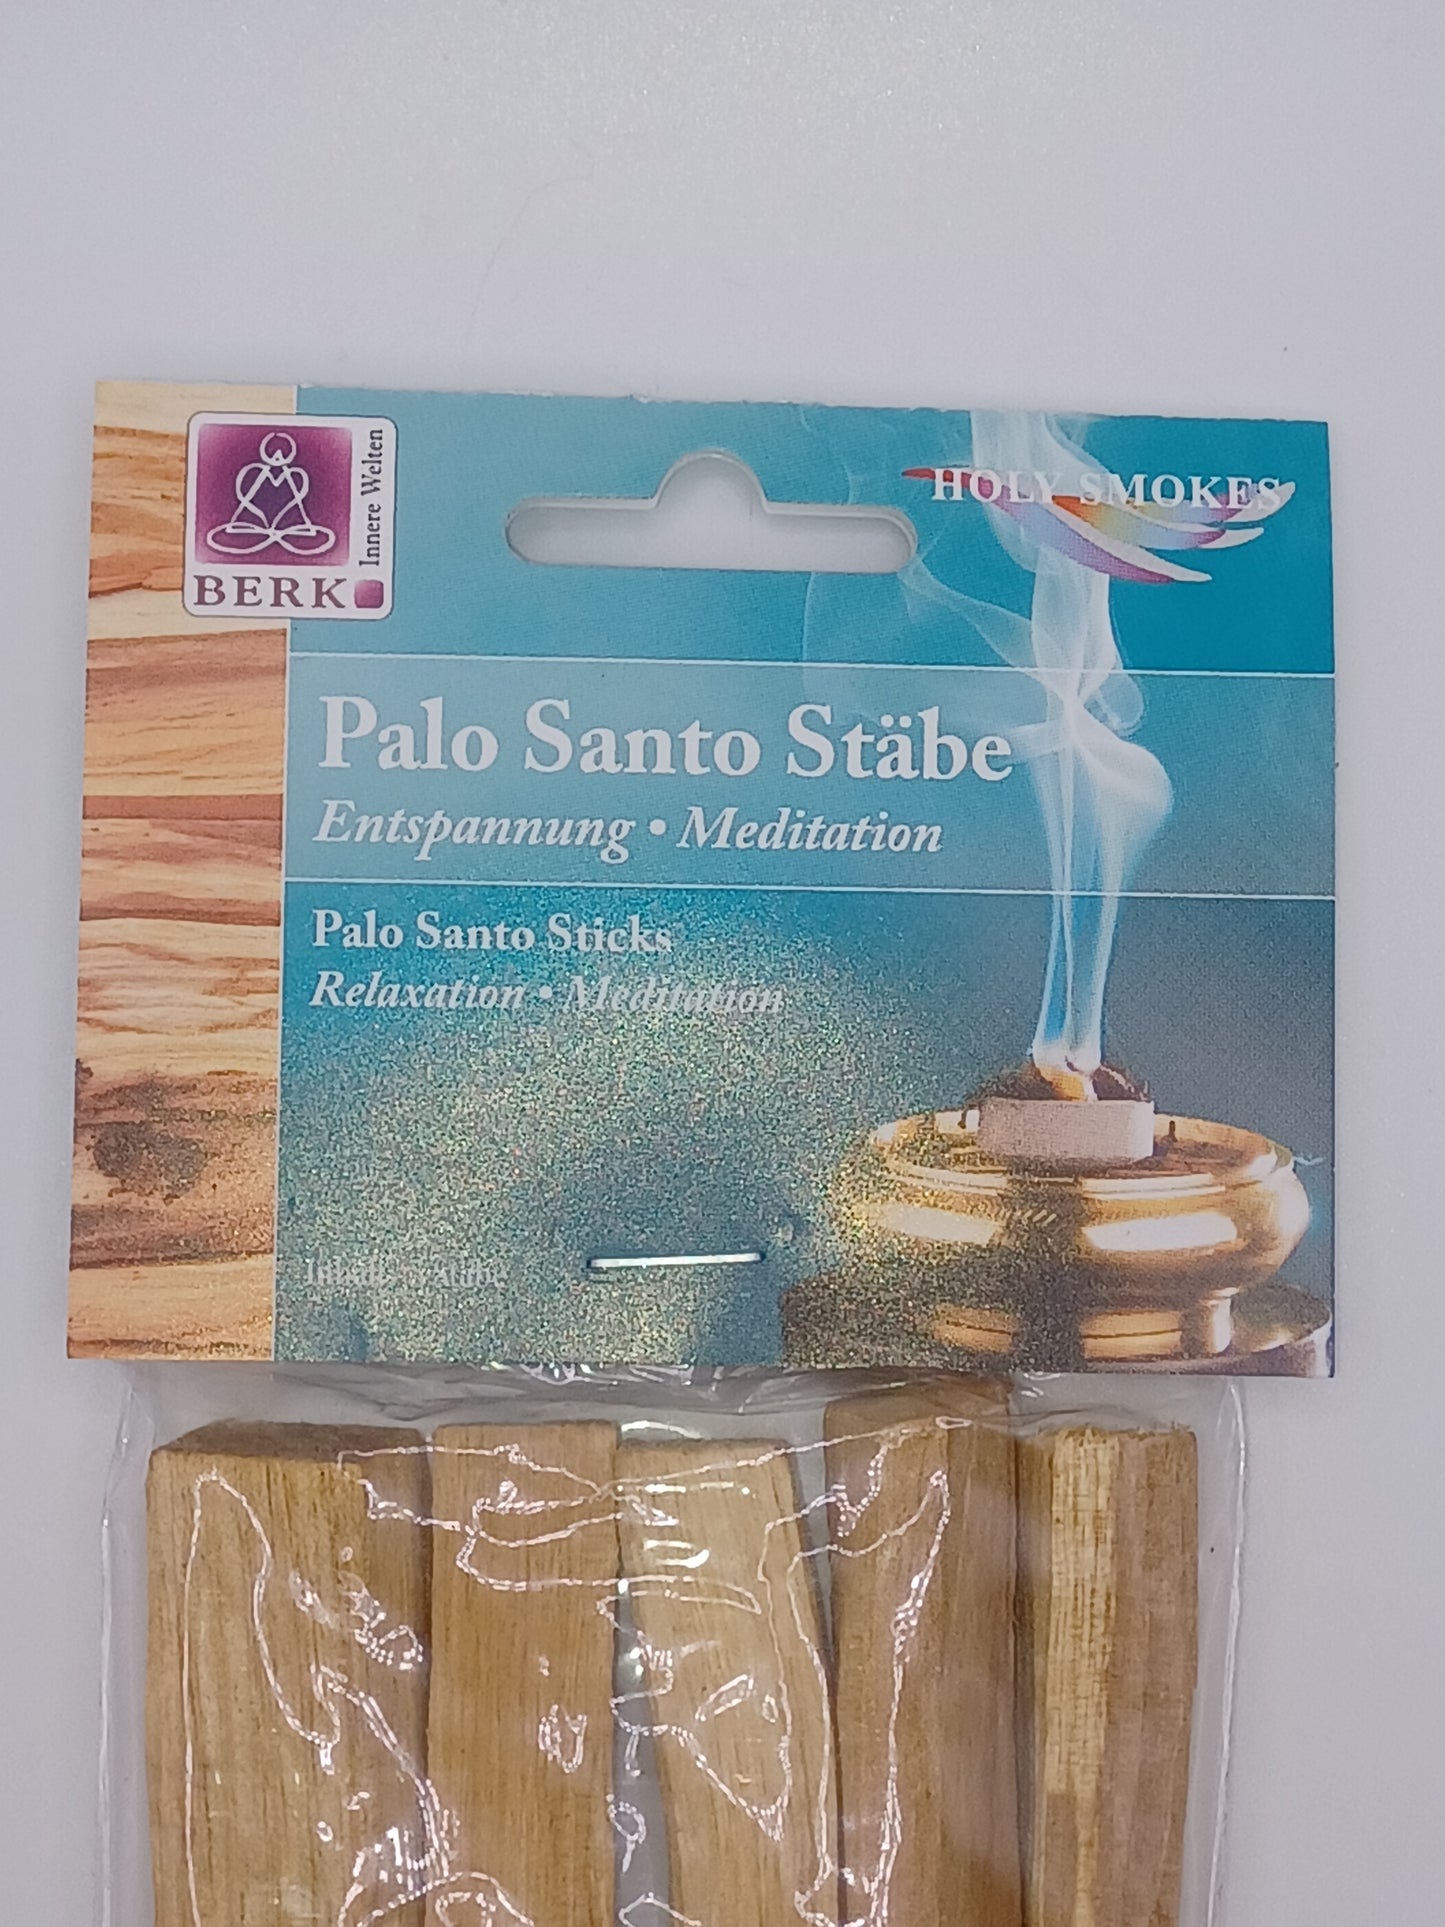 Innere Welten
BERK
HOLY SMOKES
Palo Santo Stäbe
Entspannung • Meditation
Palo Santo Sticks
Relaxation • Meditation